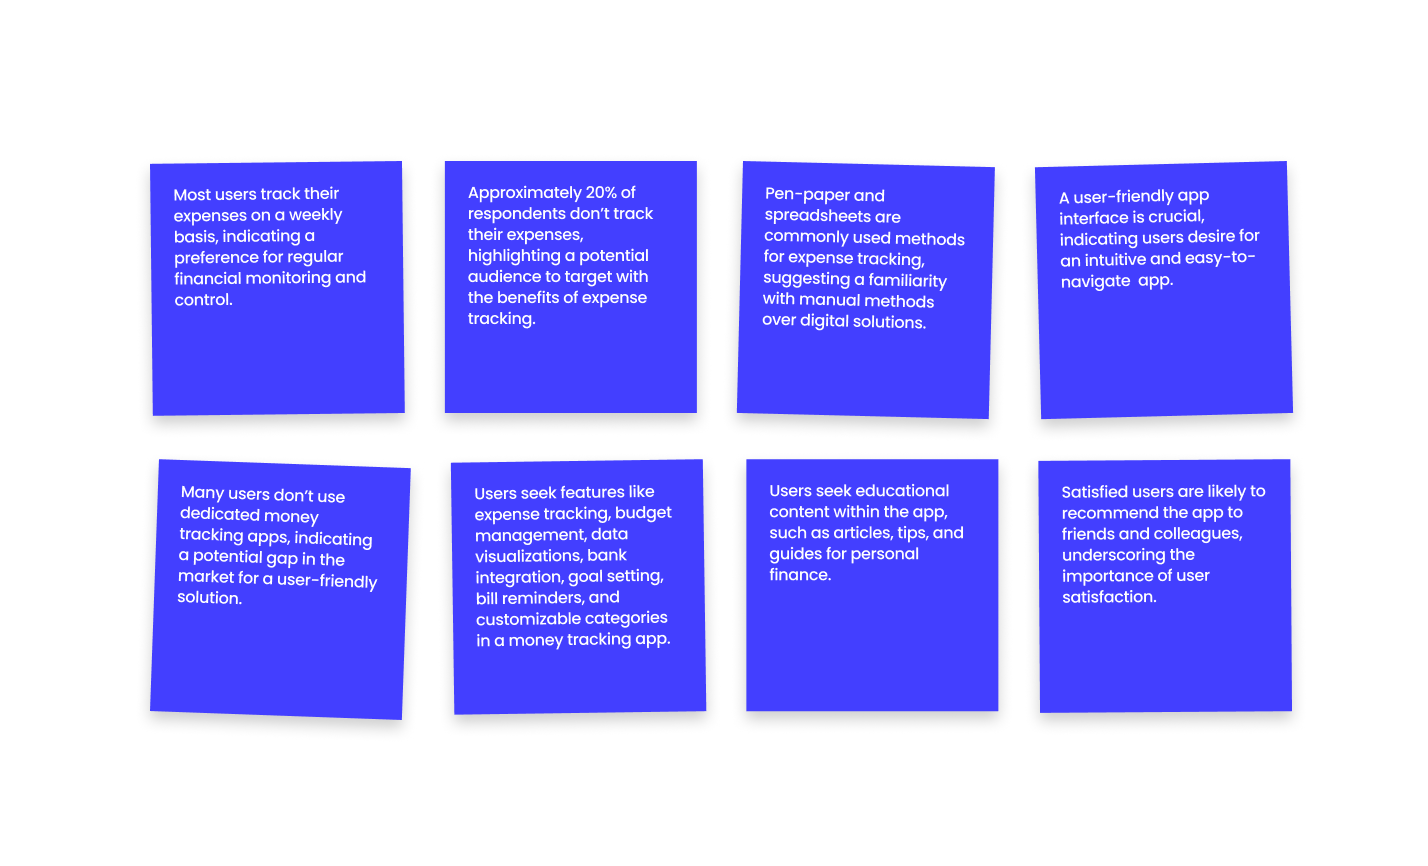 Most users track their
expenses on a weekly
basis, indicating a
preference for regular
financial monitoring and
control.
Approximately 20% of
respondents don’t track
their expenses,
highlighting a potential
audience to target with
the benefits of expense
tracking.
Pen-paper and
spreadsheets are
commonly used methods
for expense tracking,
suggesting a familiarity
with manual methods
over digital solutions.
A user-friendly app
interface is crucial,
indicating users desire for
an intuitive and easy-to-
navigate  app.
Many users don’t use
dedicated money
tracking apps, indicating
a potential gap in the
market for a user-friendly
solution.
Users seek features like
expense tracking, budget
management, data
visualizations, bank
integration, goal setting,
bill reminders, and
customizable categories
in a money tracking app.
Users seek educational
content within the app,
such as articles, tips, and
guides for personal
finance.
Satisfied users are likely to
recommend the app to
friends and colleagues,
underscoring the
importance of user
satisfaction.